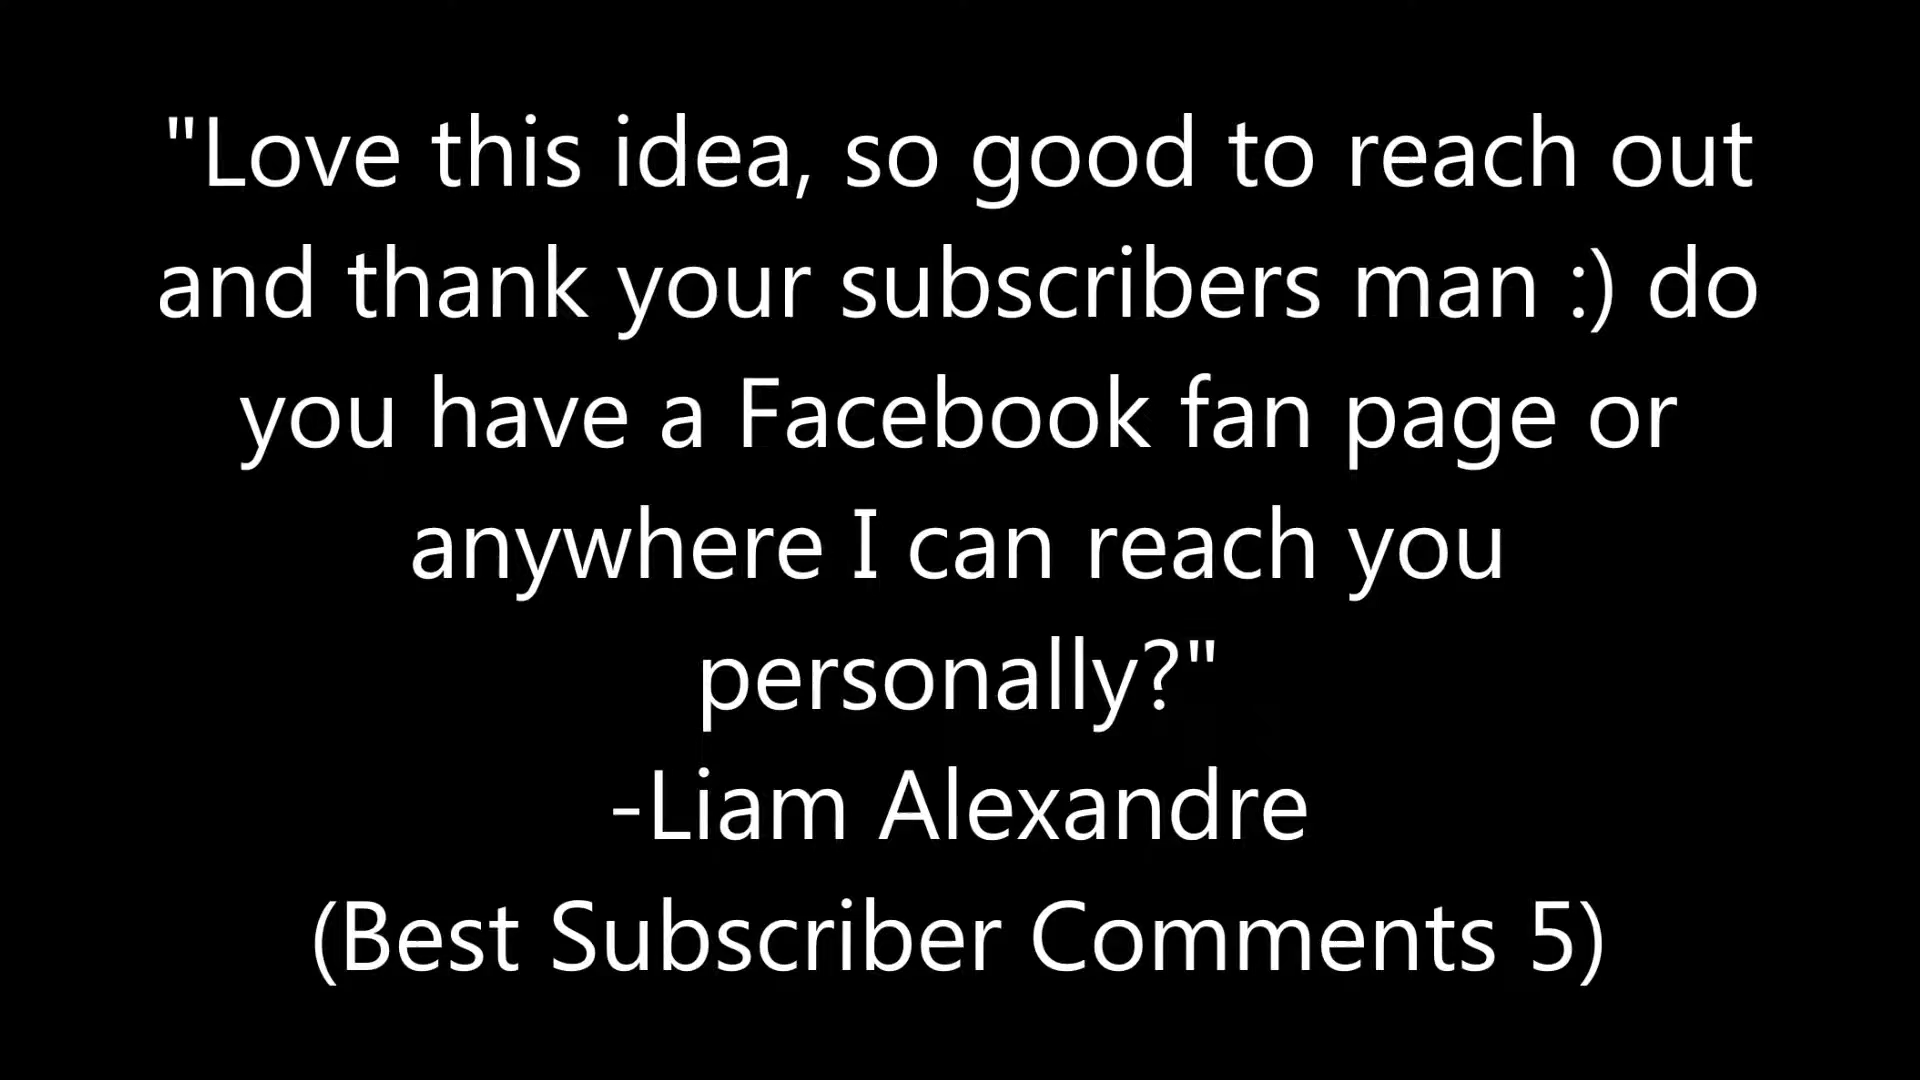 "Love this idea, so good to reach out
and thank your subscribers man :) do
you have a Facebook fan page or
anywhere I can reach you
personally?"
-Liam Alexandre
(Best Subscriber Comments 5)